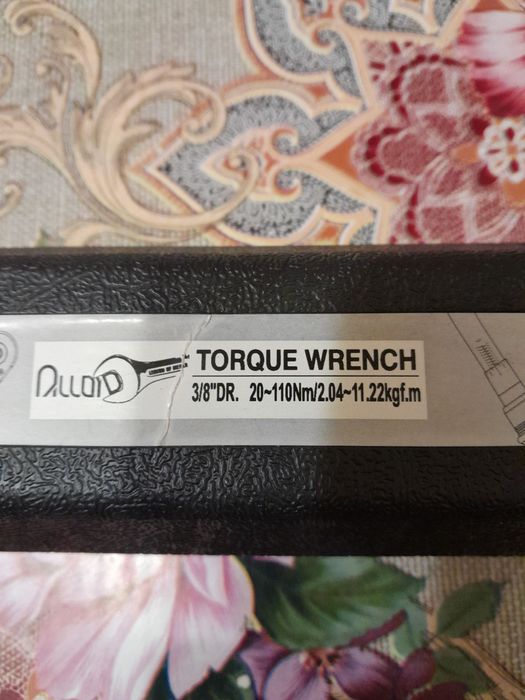 ALLOID
TORQUE WRENCH
3/8"DR. 20~110Nm/2.04~11.22kgf.m